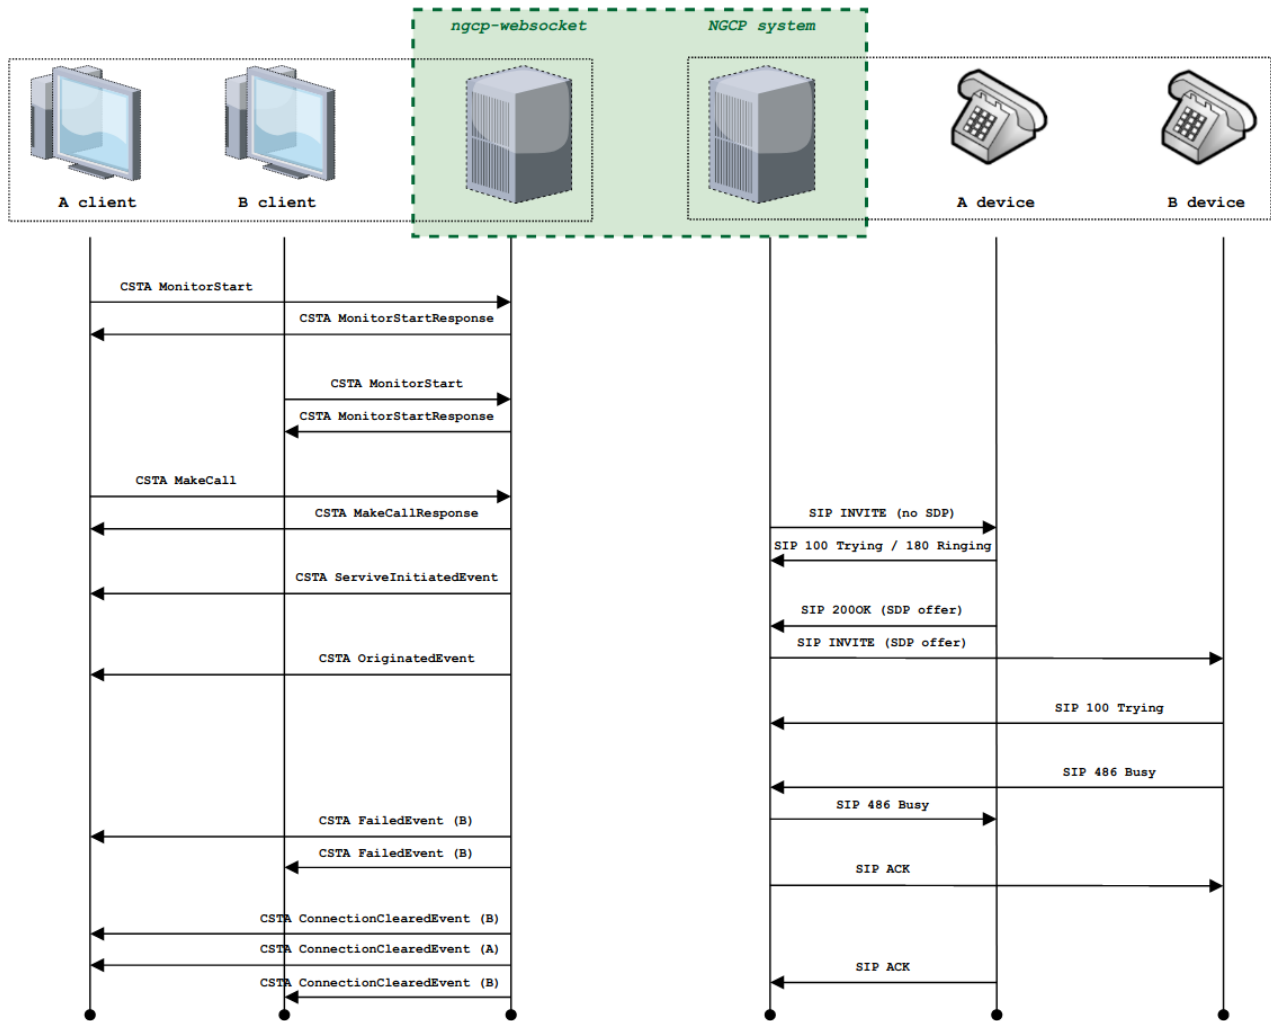 ngcp-websocket
NGCP system
A client
B client
A device
B device
CSTA MonitorStart
CSTA MonitorStartResponse
CSTA MonitorStart
CSTA MonitorStartResponse
CSTA MakeCall
CSTA MakeCallResponse
SIP INVITE (no SDP)
SIP 100 Trying / 180 Ringing
CSTA ServiveInitiatedEvent
SIP 200OK (SDP offer)
SIP INVITE (SDP offer)
CSTA OriginatedEvent
SIP 100 Trying
SIP 486 Busy
SIP 486 Busy
CSTA FailedEvent (B)
CSTA FailedEvent (B)
SIP ACK
CSTA ConnectionClearedEvent (B)
CSTA ConnectionClearedEvent (A)
SIP ACK
CSTA ConnectionClearedEvent (B)